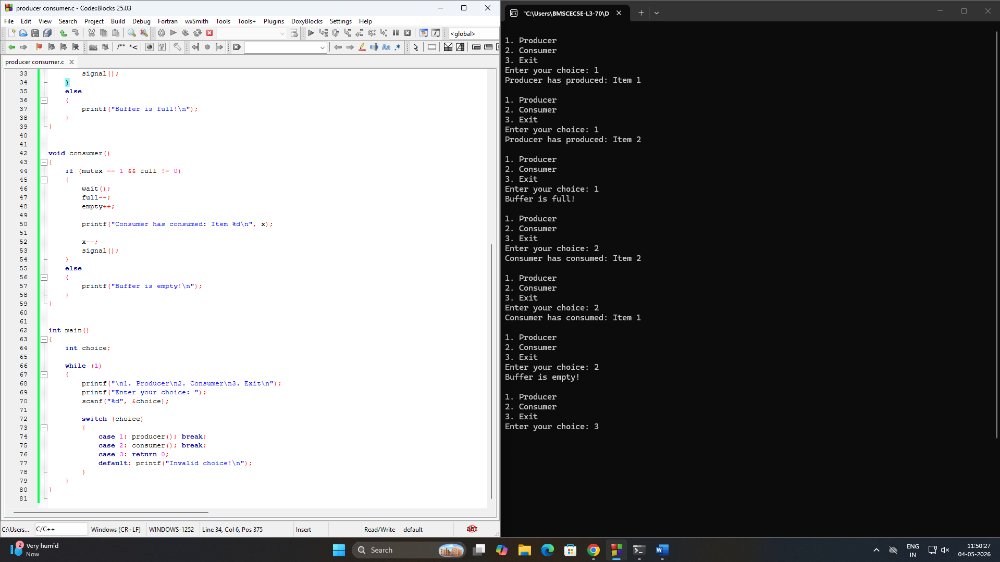 producer consumer.c - Code::Blocks 25.03
File Edit View Search Project Build Debug Fortran wxSmith Tools Tools+ Plugins DoxyBlocks Settings Help
<global>
/** *<
Aa .*
producer consumer.c
33 signal();
34 }
35 else
36 {
37 printf("Buffer is full!\n");
38 }
39 }
40
41
42 void consumer()
43 {
44 if (mutex == 1 && full != 0)
45 {
46 wait();
47 full--;
48 empty++;
49
50 printf("Consumer has consumed: Item %d\n", x);
51
52 x--;
53 signal();
54 }
55 else
56 {
57 printf("Buffer is empty!\n");
58 }
59 }
60
61
62 int main()
63 {
64 int choice;
65
66 while (1)
67 {
68 printf("\n1. Producer\n2. Consumer\n3. Exit\n");
69 printf("Enter your choice: ");
70 scanf("%d", &choice);
71
72 switch (choice)
73 {
74 case 1: producer(); break;
75 case 2: consumer(); break;
76 case 3: return 0;
77 default: printf("Invalid choice!\n");
78 }
79 }
80 }
81
C:\Users... C/C++ Windows (CR+LF) WINDOWS-1252 Line 34, Col 6, Pos 375 Insert Read/Write default abc
"C:\Users\BMSCECSE-L3-70\D
1. Producer
2. Consumer
3. Exit
Enter your choice: 1
Producer has produced: Item 1
1. Producer
2. Consumer
3. Exit
Enter your choice: 1
Producer has produced: Item 2
1. Producer
2. Consumer
3. Exit
Enter your choice: 1
Buffer is full!
1. Producer
2. Consumer
3. Exit
Enter your choice: 2
Consumer has consumed: Item 2
1. Producer
2. Consumer
3. Exit
Enter your choice: 2
Consumer has consumed: Item 1
1. Producer
2. Consumer
3. Exit
Enter your choice: 2
Buffer is empty!
1. Producer
2. Consumer
3. Exit
Enter your choice: 3
2
Very humid
Now
Search
ENG
IN
11:50:27
04-05-2026